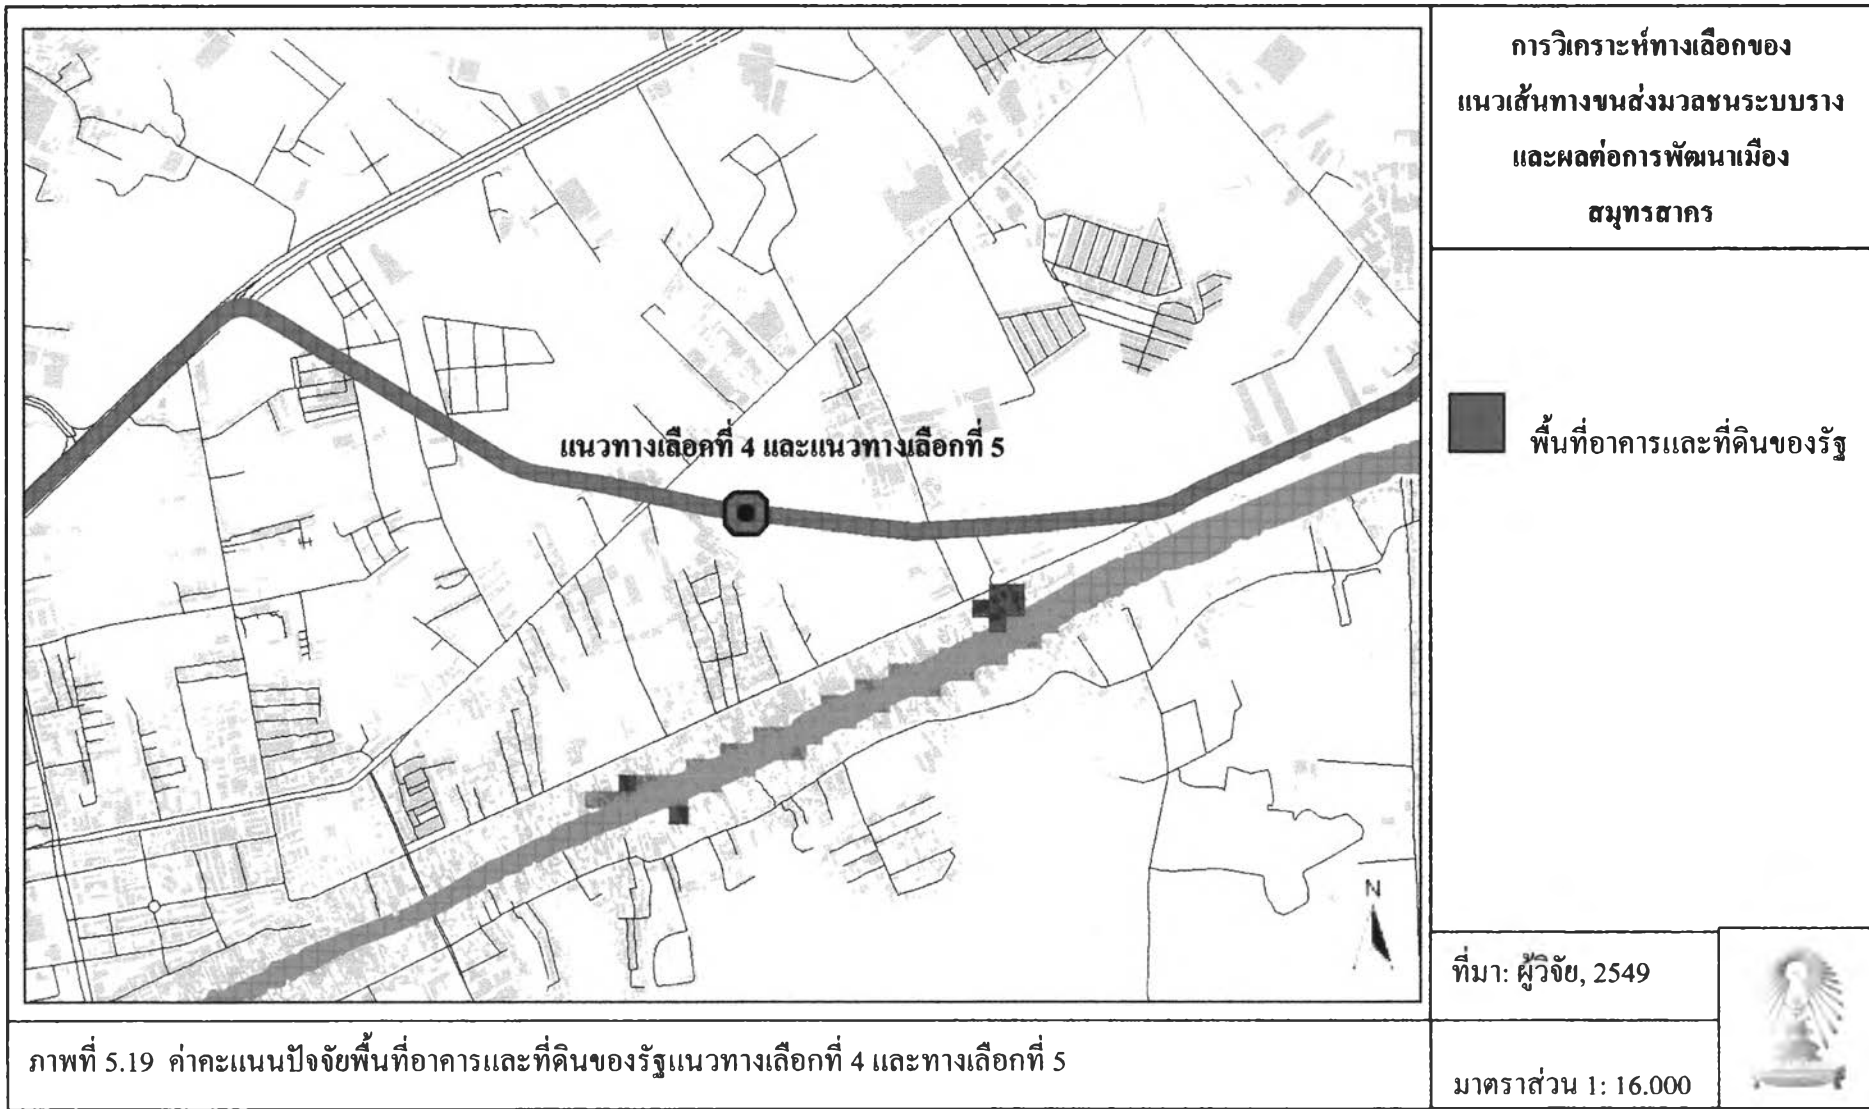 การวิเคราะห์ทางเลือกของ
แนวเส้นทางขนส่งมวลชนระบบราง
และผลต่อการพัฒนาเมือง
สมุทรสาคร
แนวทางเลือกที่ 4 และแนวทางเลือกที่ 5
พื้นที่อาคารและที่ดินของรัฐ
N
ที่มา: ผู้วิจัย, 2549
ภาพที่ 5.19 ค่าคะแนนปัจจัยพื้นที่อาคารและที่ดินของรัฐแนวทางเลือกที่ 4 และทางเลือกที่ 5
มาตราส่วน 1: 16.000